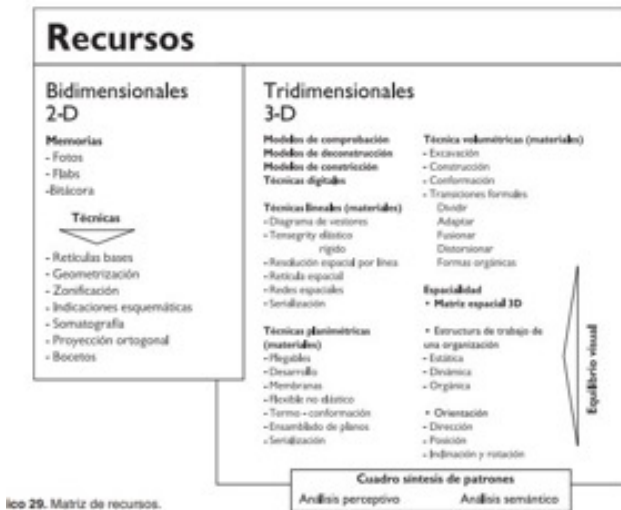 Recursos
Bidimensionales
2-D
Memorias
- Fotos
- Flabs
-Bitácora
Técnicas
- Retículas bases
- Geometrización
- Zonificación
- Indicaciones esquemáticas
- Somatografía
- Proyección ortogonal
- Bocetos
Tridimensionales
3-D
Modelos de comprobación
Modelos de deconstrucción
Modelos de constricción
Técnicas digitales
Técnicas lineales (materiales)
- Diagrama de vestores
- Tensegrity elástico
rígido
- Resolución espacial por línea
- Retícula espacial
- Redes espaciales
- Serialización
Técnicas planimétricas
(materiales)
- Plegables
- Desarrollo
- Membranas
- Flexible no elástico
- Termo - conformación
- Ensamblado de planos
- Serialización
Técnica volumétricas (materiales)
- Excavación
- Construcción
- Conformación
- Transiciones formales
Dividir
Adaptar
Fusionar
Distorsionar
Formas orgánicas
Espacialidad
• Matriz espacial 3D
• Estructura de trabajo de
una organización
- Estática
- Dinámica
- Orgánica
• Orientación
- Dirección
- Posición
- Inclinación y rotación
Equilibrio visual
Cuadro síntesis de patrones
Análisis perceptivo Análisis semántico
ico 29. Matriz de recursos.